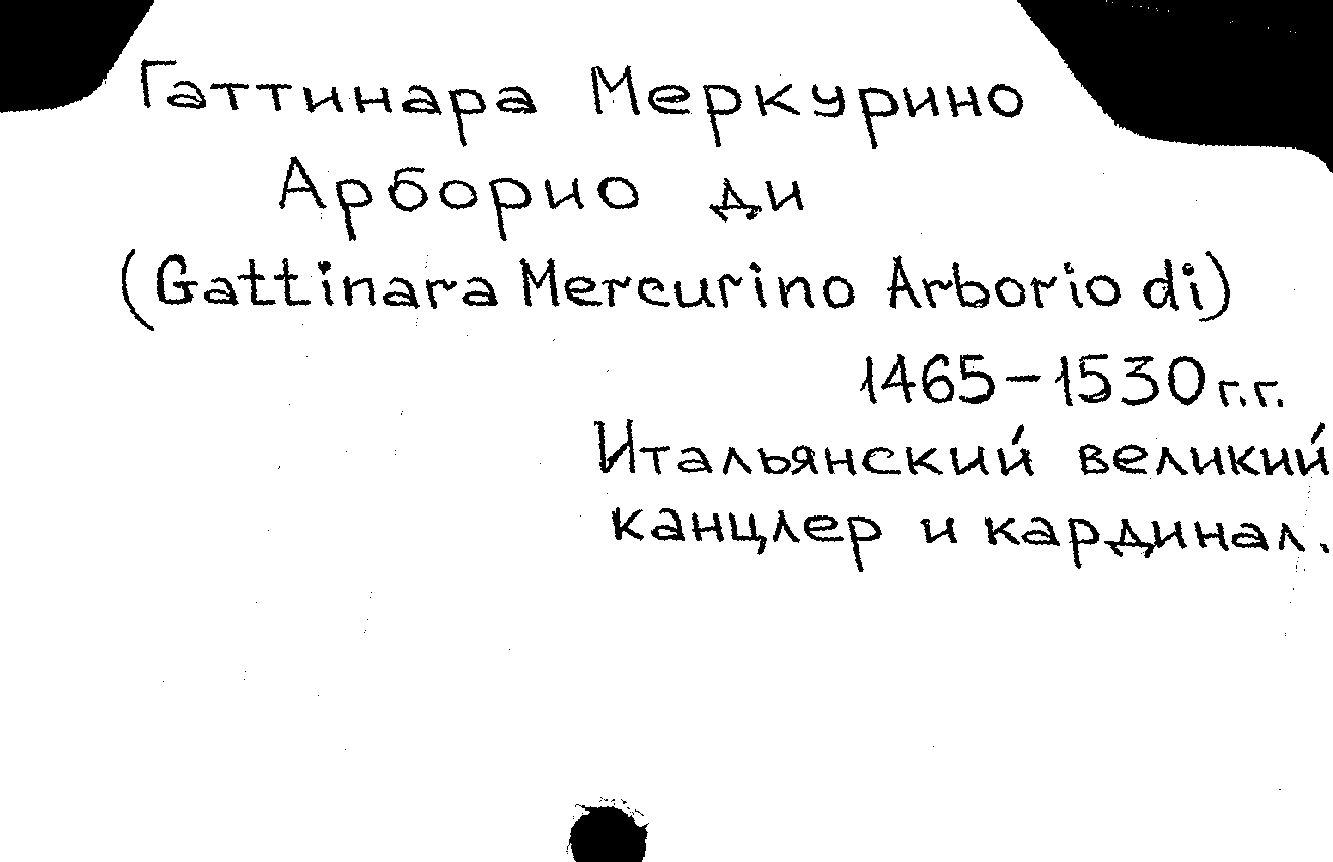 Гаттинара Меркурино
Арборио ди
(Gattinara Mercurino Arborio di)
1465-1530 г.г.
Итальянский великий
канцлер и кардинал.